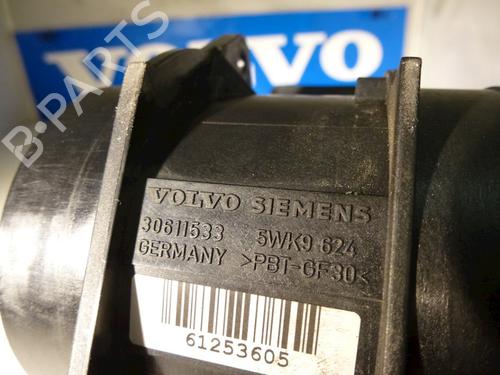 VOLVO
B-PARTS
VOLVO SIEMENS
30611533 5WK9 624
GERMANY >PBT-GF30<
61253605